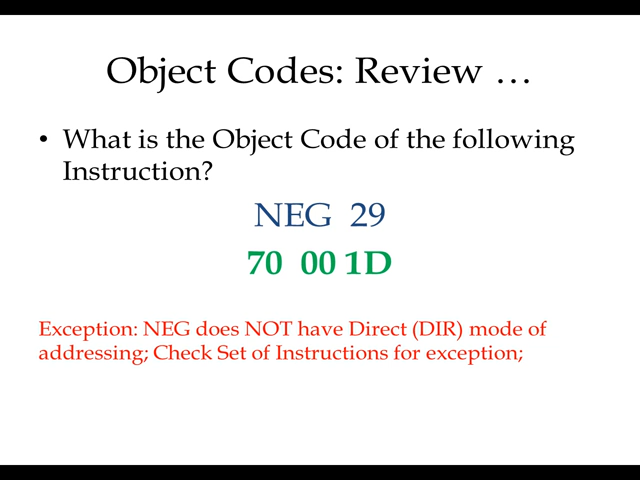 Object Codes: Review …
• What is the Object Code of the following
Instruction?
NEG 29
70 00 1D
Exception: NEG does NOT have Direct (DIR) mode of
addressing; Check Set of Instructions for exception;